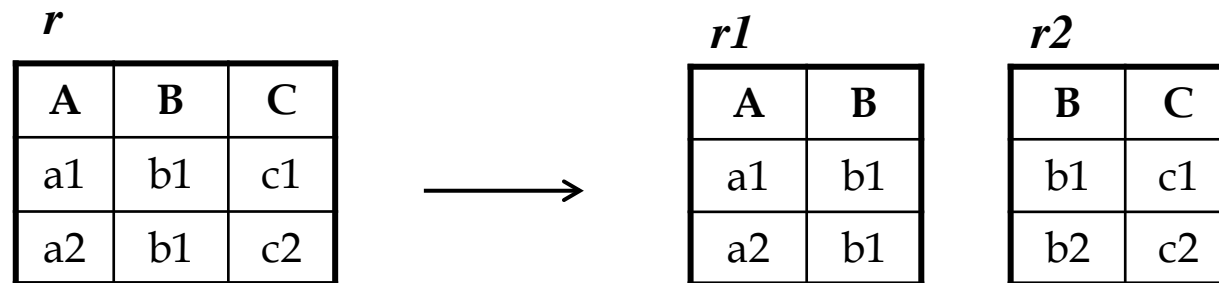 r
r1
r2
A B C
A B
B C
a1 b1 c1
a1 b1
b1 c1
a2 b1 c2
a2 b1
b2 c2